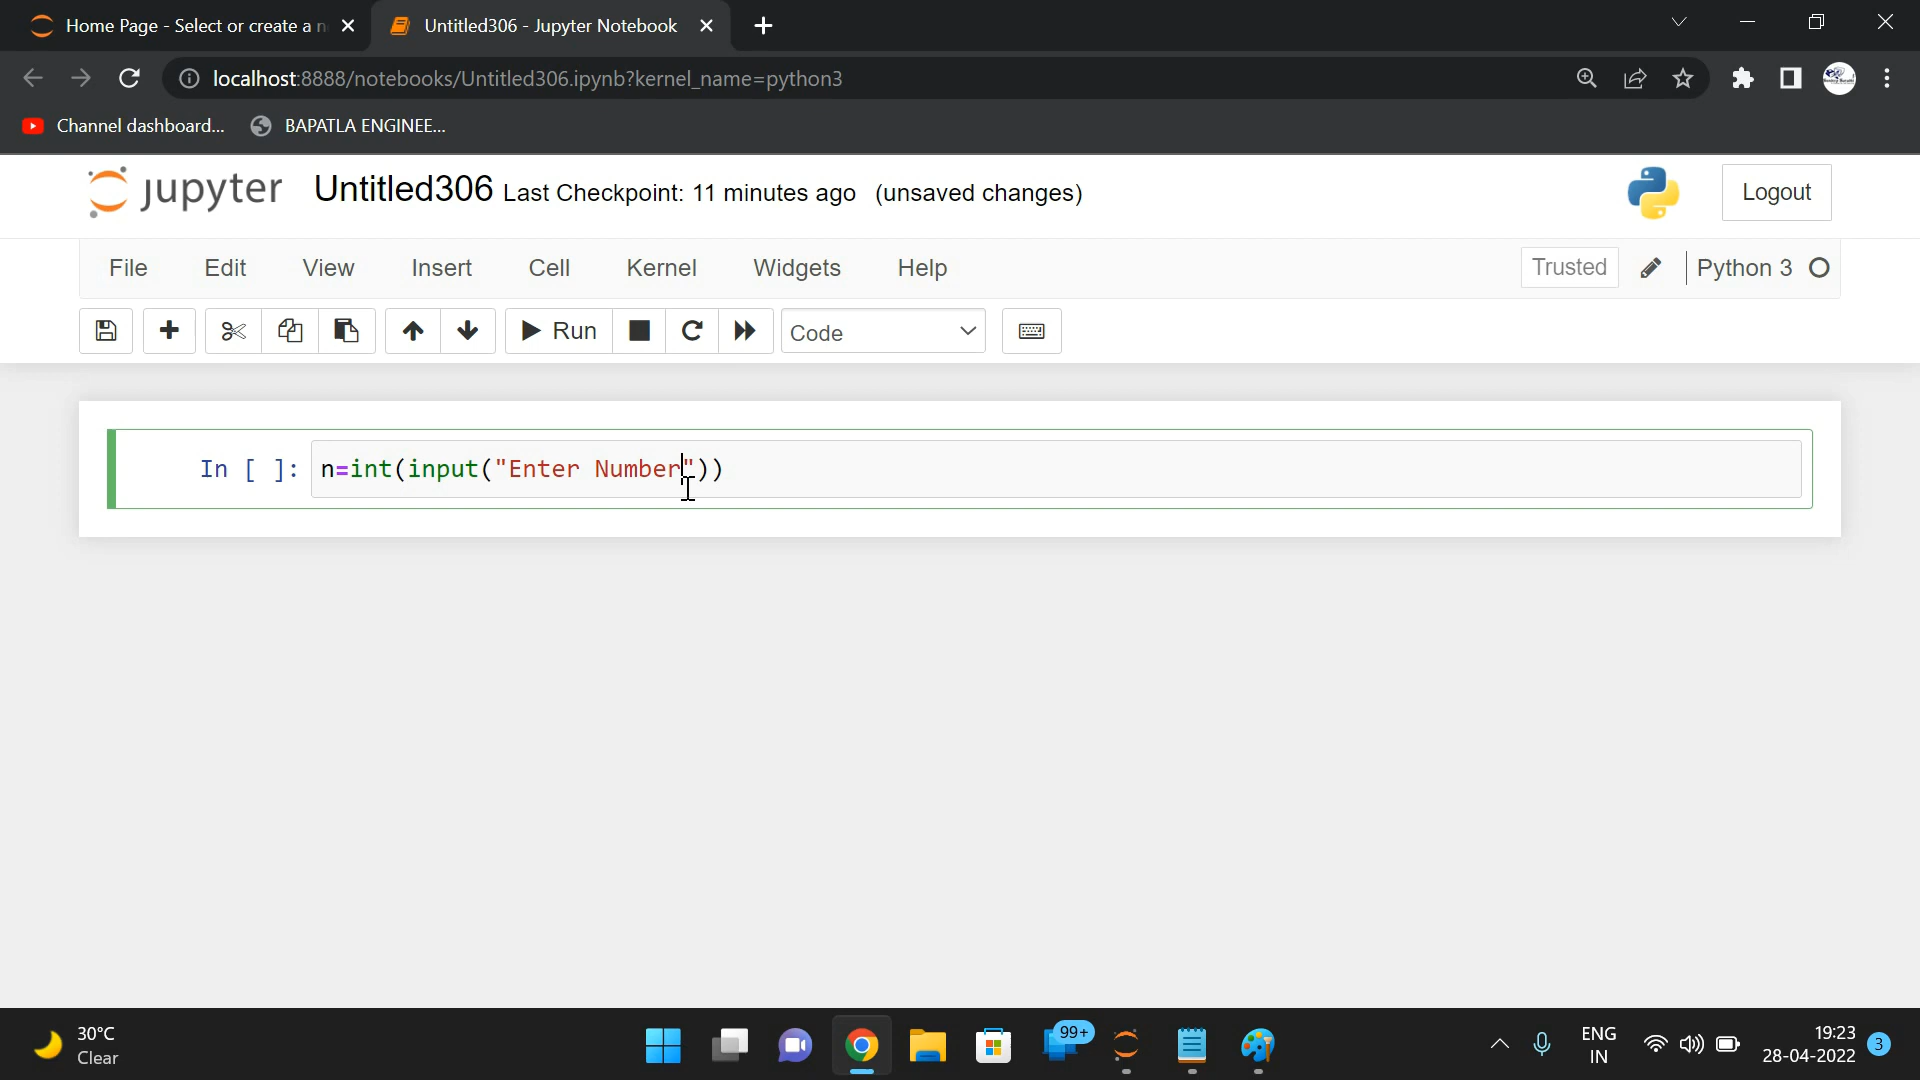 Home Page - Select or create a n
Untitled306 - Jupyter Notebook
localhost:8888/notebooks/Untitled306.ipynb?kernel_name=python3
Channel dashboard...
BAPATLA ENGINEE...
jupyter Untitled306 Last Checkpoint: 11 minutes ago (unsaved changes)
Logout
File Edit View Insert Cell Kernel Widgets Help
Trusted
Python 3
Run
Code
In [ ]: n=int(input("Enter Number"))
30°C
Clear
99+
ENG
IN
19:23
28-04-2022
3